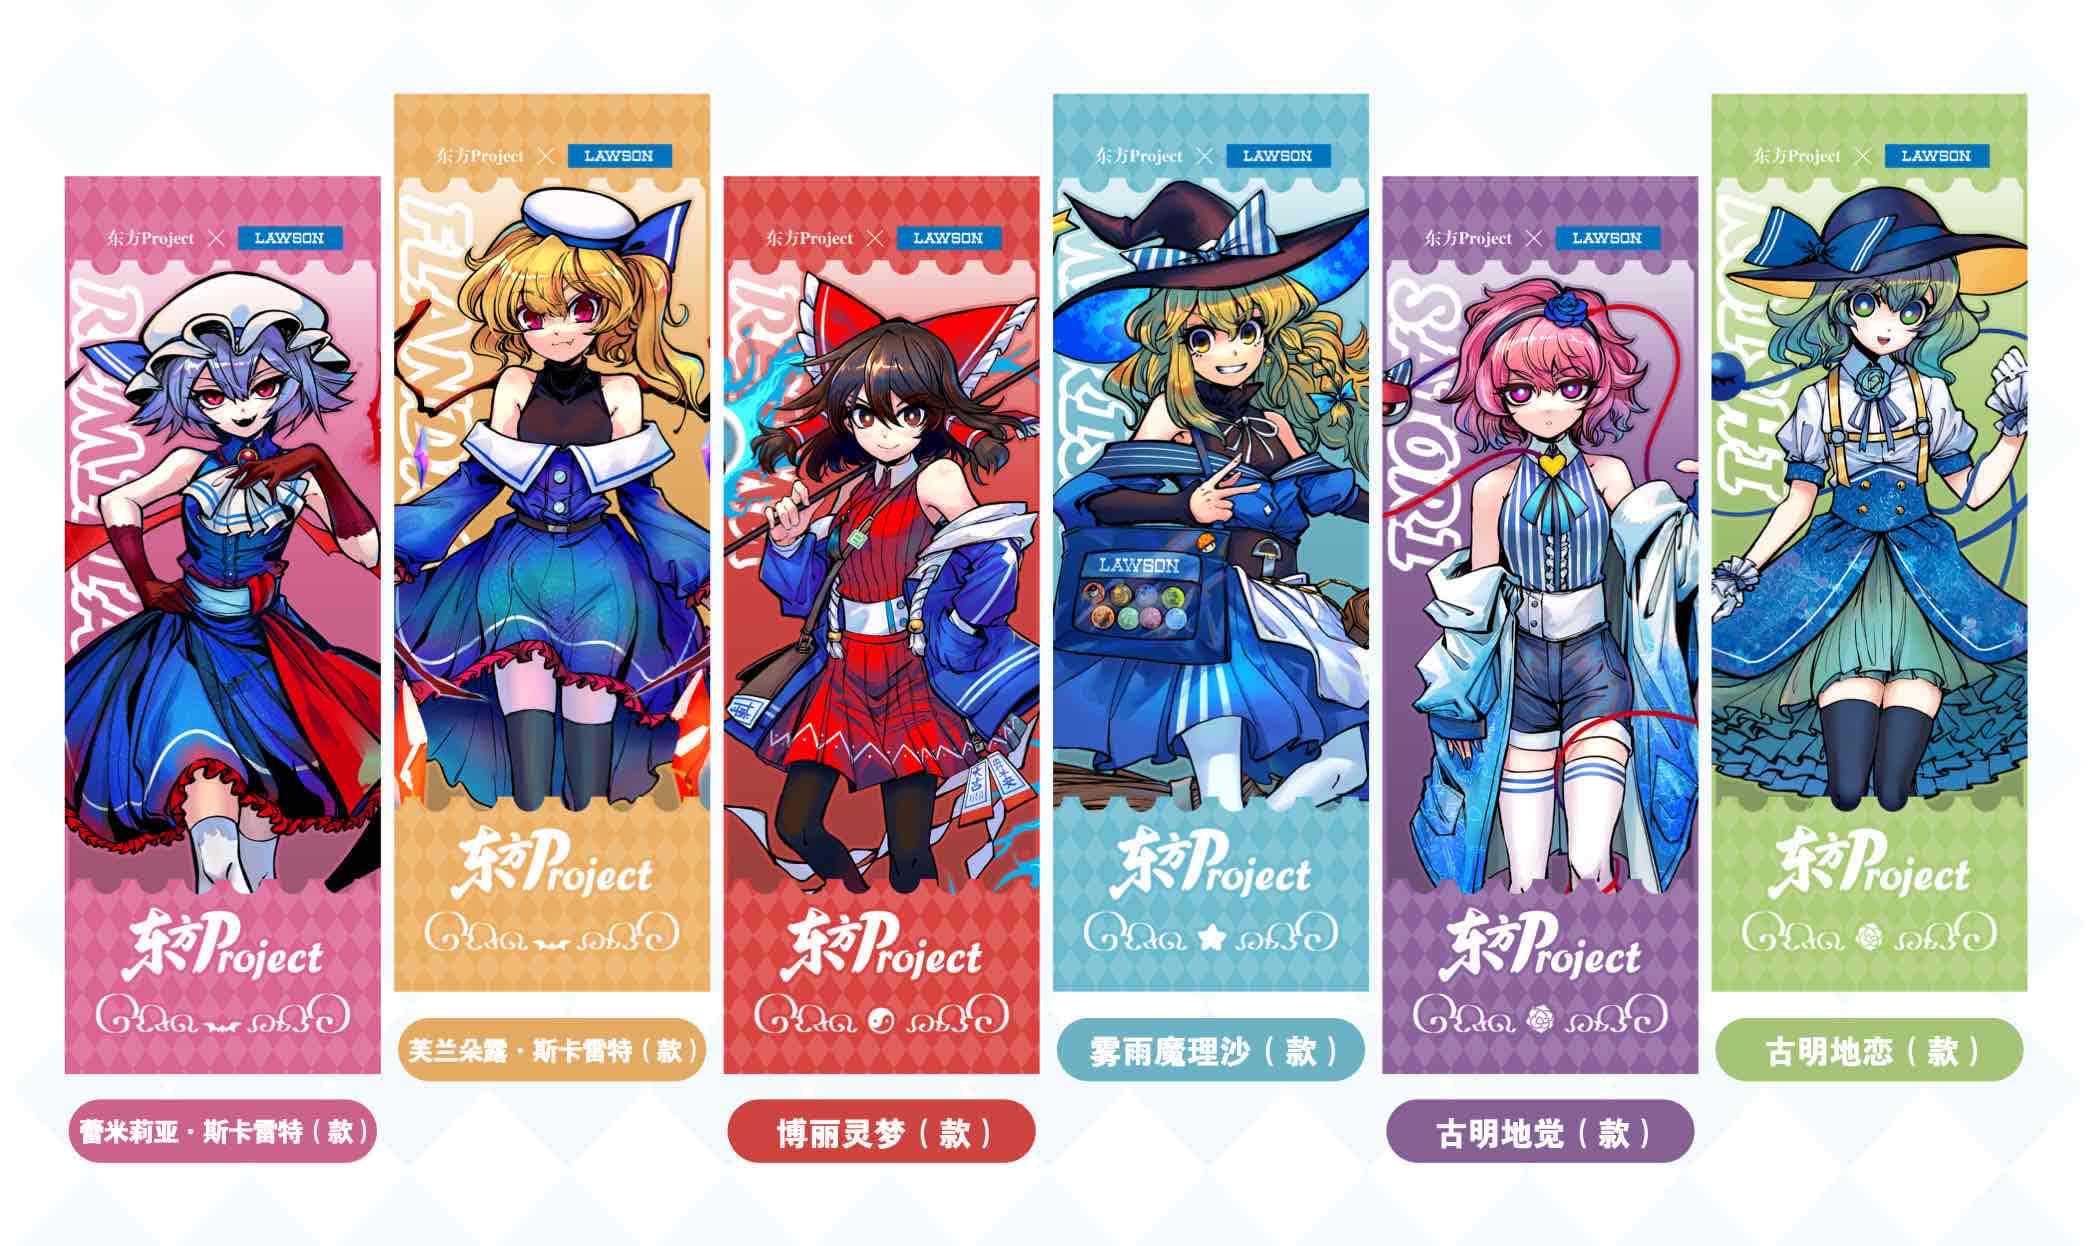 东方Project × LAWSON
REMILIA
东方Project
蕾米莉亚·斯卡雷特（款）
东方Project × LAWSON
东方Project
芙兰朵露·斯卡雷特（款）
东方Project × LAWSON
东方Project
博丽灵梦（款）
东方Project × LAWSON
LAWSON
东方Project
雾雨魔理沙（款）
东方Project × LAWSON
SATORI
东方Project
古明地觉（款）
东方Project × LAWSON
KOISHI
东方Project
古明地恋（款）